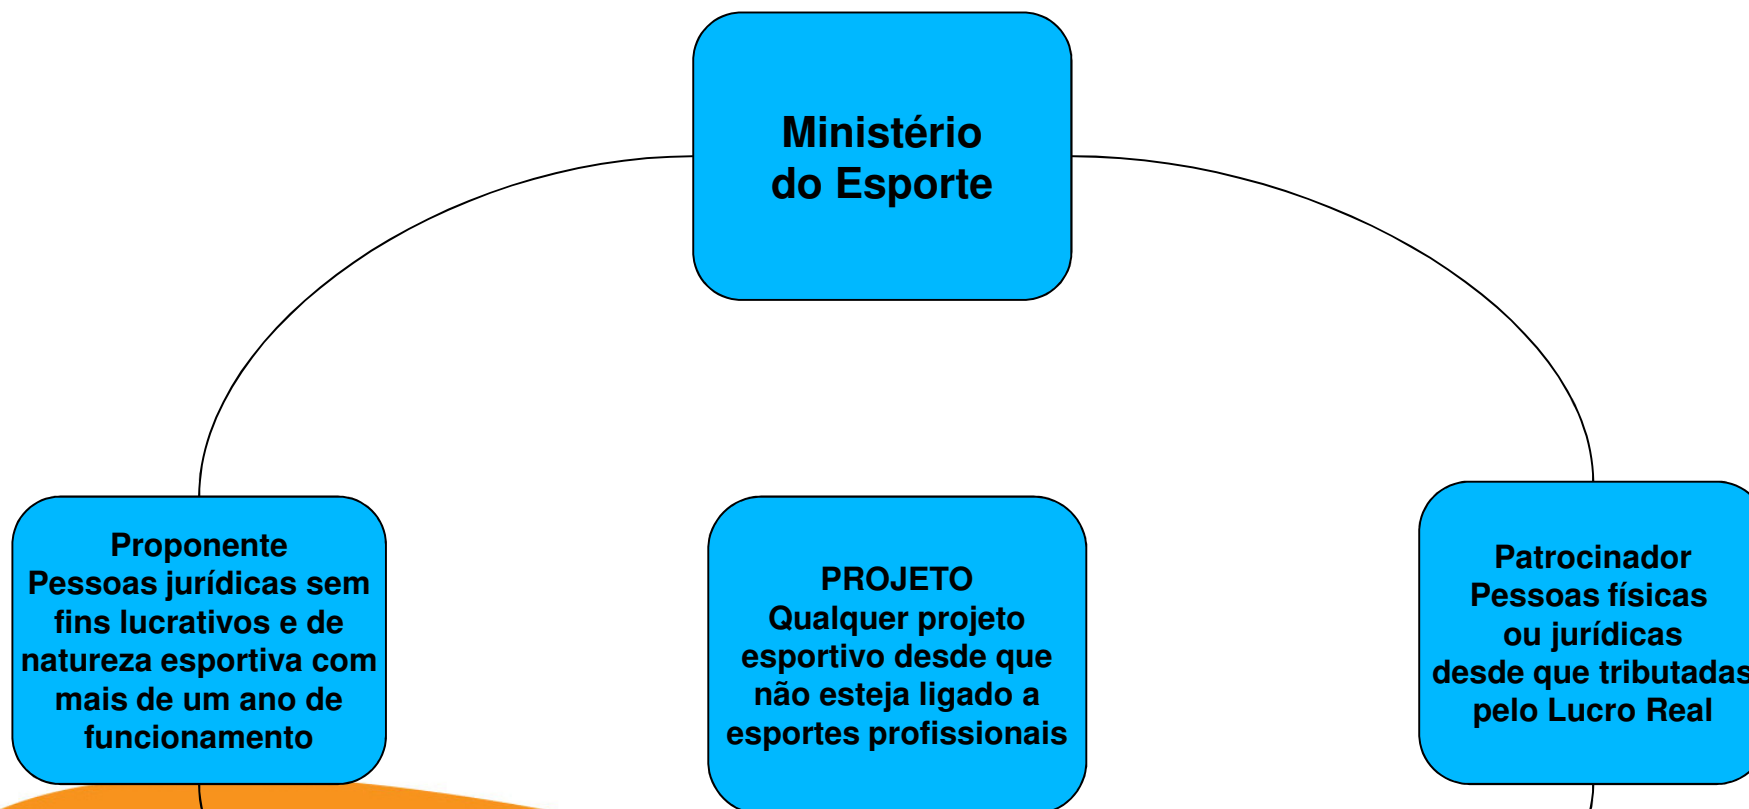 Ministério
do Esporte
Proponente
Pessoas jurídicas sem
fins lucrativos e de
natureza esportiva com
mais de um ano de
funcionamento
PROJETO
Qualquer projeto
esportivo desde que
não esteja ligado a
esportes profissionais
Patrocinador
Pessoas físicas
ou jurídicas
desde que tributadas
pelo Lucro Real